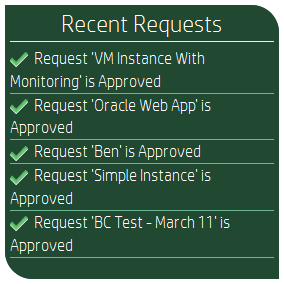 Recent Requests
Request 'VM Instance With
Monitoring' is Approved
Request 'Oracle Web App' is
Approved
Request 'Ben' is Approved
Request 'Simple Instance' is
Approved
Request 'BC Test - March 11' is
Approved